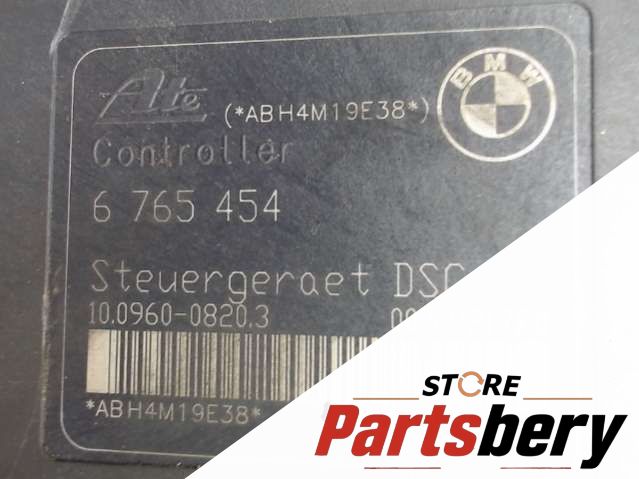 Ate (*ABH4M19E38*)
BMW
Controller
6 765 454
Steuergeraet DSC
10.0960-0820.3
*ABH4M19E38*
STORE
Partsbery